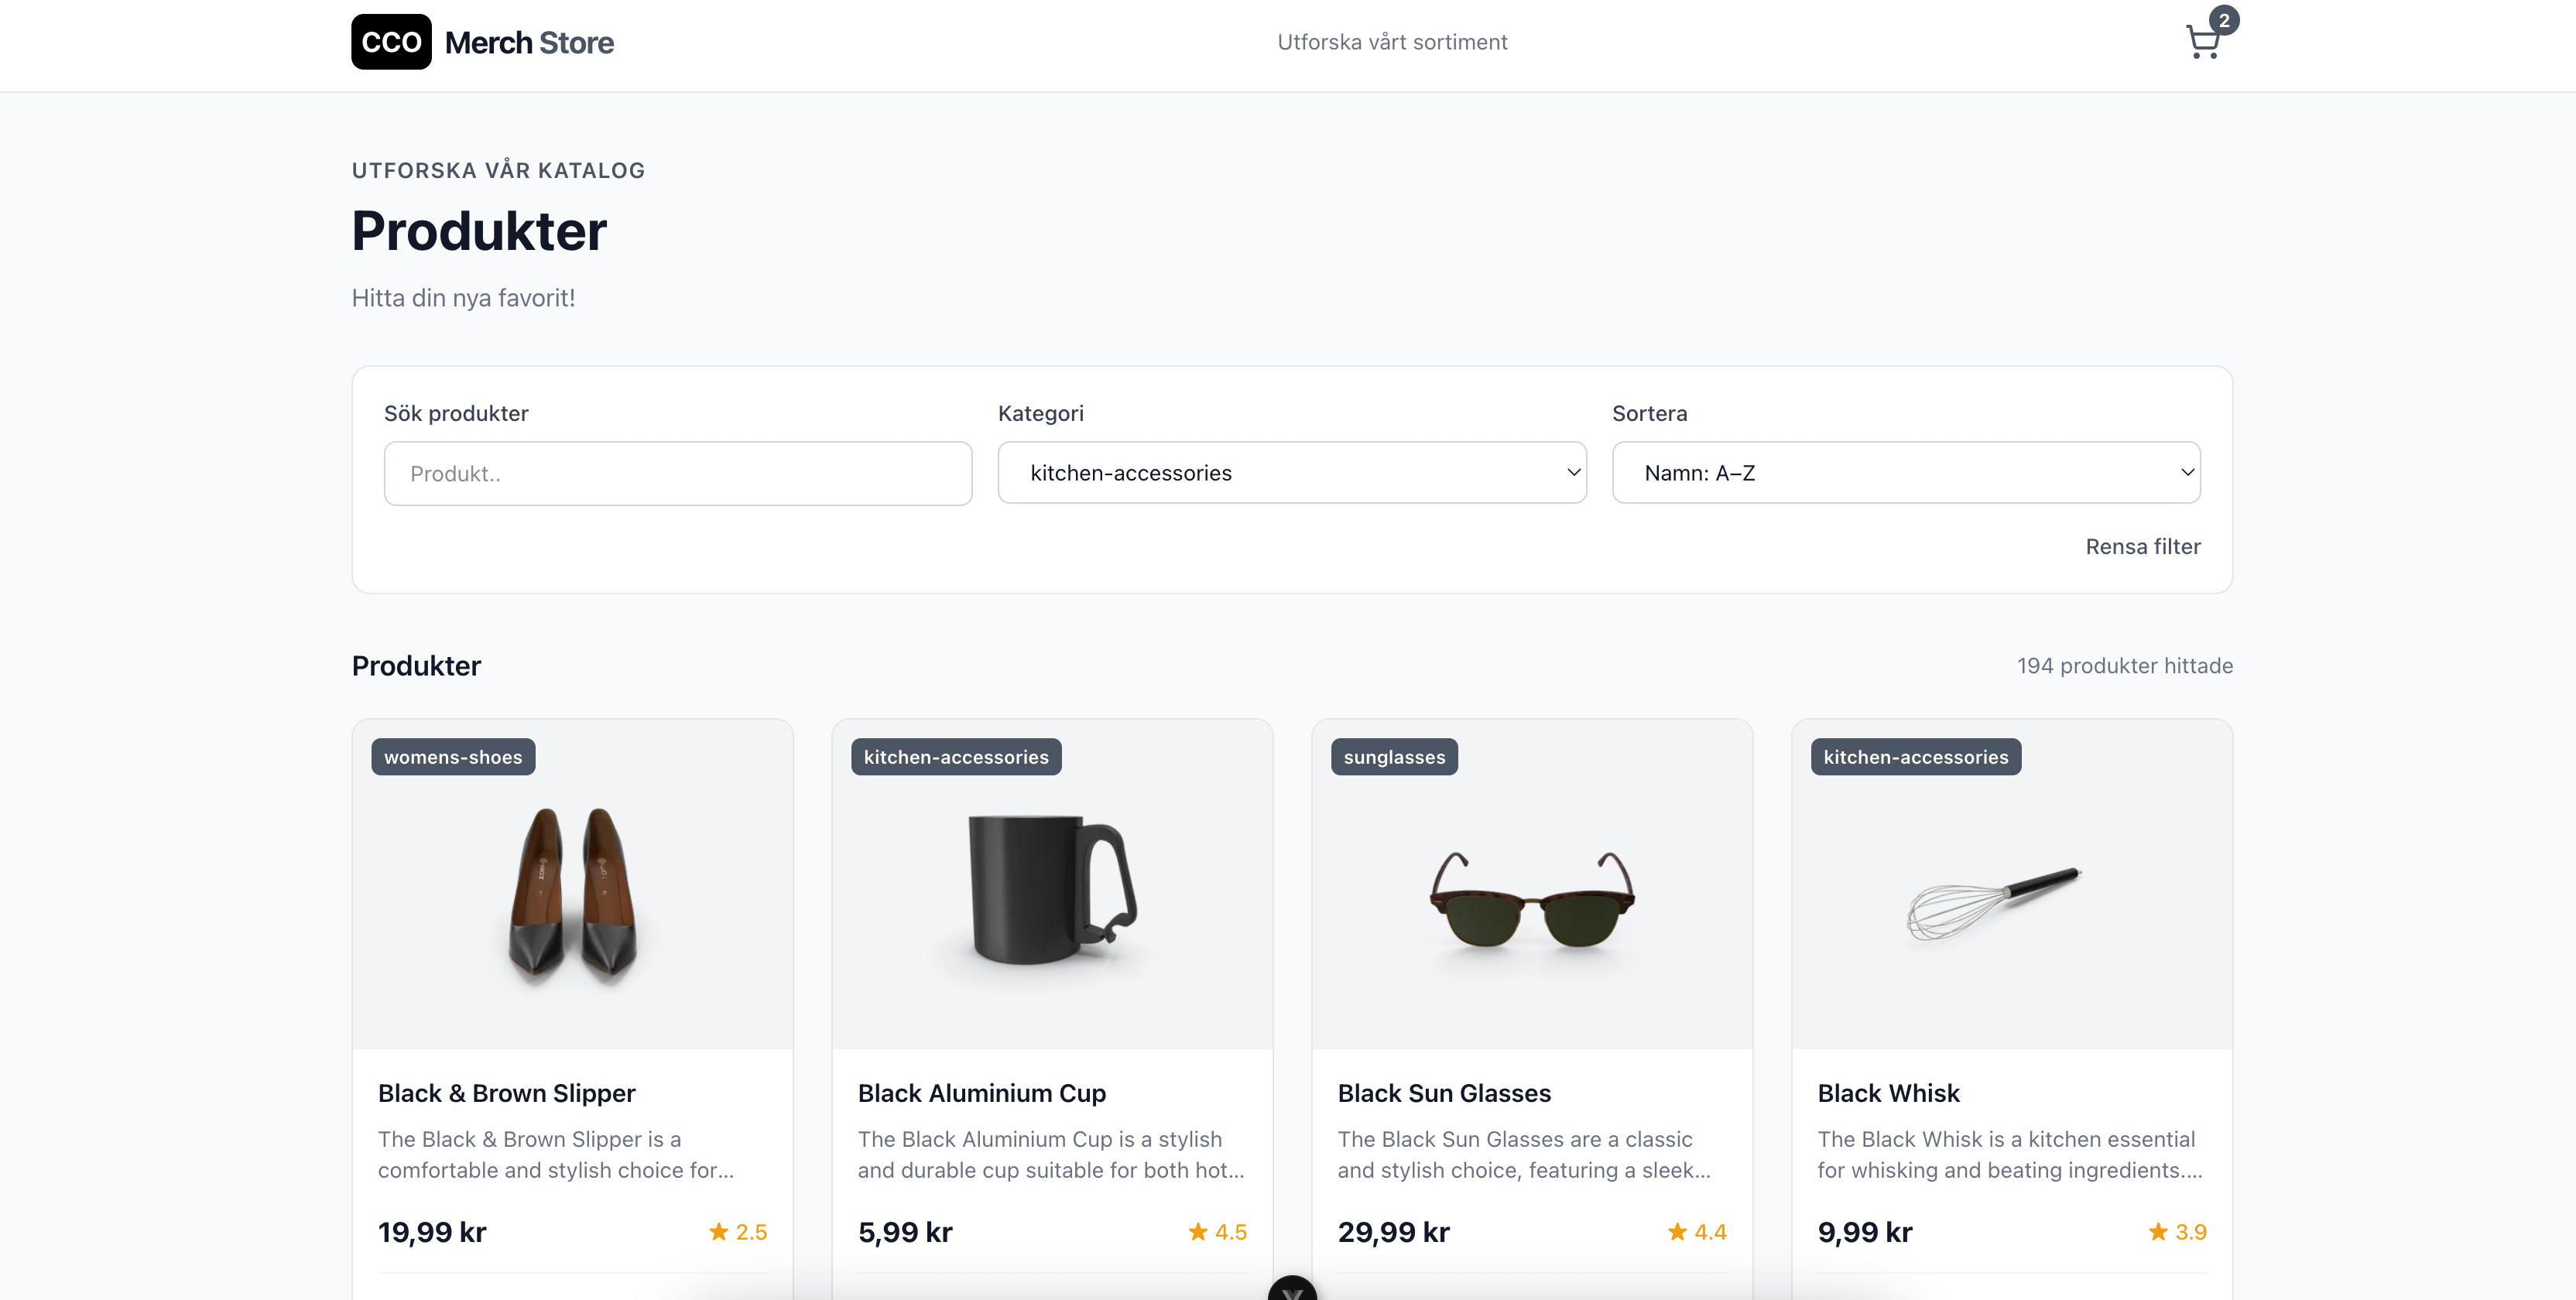 CCO Merch Store
Utforska vårt sortiment
2
UTFORSKA VÅR KATALOG
Produkter
Hitta din nya favorit!
Sök produkter
Kategori
Sortera
Produkt..
kitchen-accessories
Namn: A–Z
Rensa filter
Produkter
194 produkter hittade
womens-shoes
kitchen-accessories
sunglasses
kitchen-accessories
Black & Brown Slipper
The Black & Brown Slipper is a
comfortable and stylish choice for...
19,99 kr
2.5
Black Aluminium Cup
The Black Aluminium Cup is a stylish
and durable cup suitable for both hot...
5,99 kr
4.5
Black Sun Glasses
The Black Sun Glasses are a classic
and stylish choice, featuring a sleek...
29,99 kr
4.4
Black Whisk
The Black Whisk is a kitchen essential
for whisking and beating ingredients....
9,99 kr
3.9